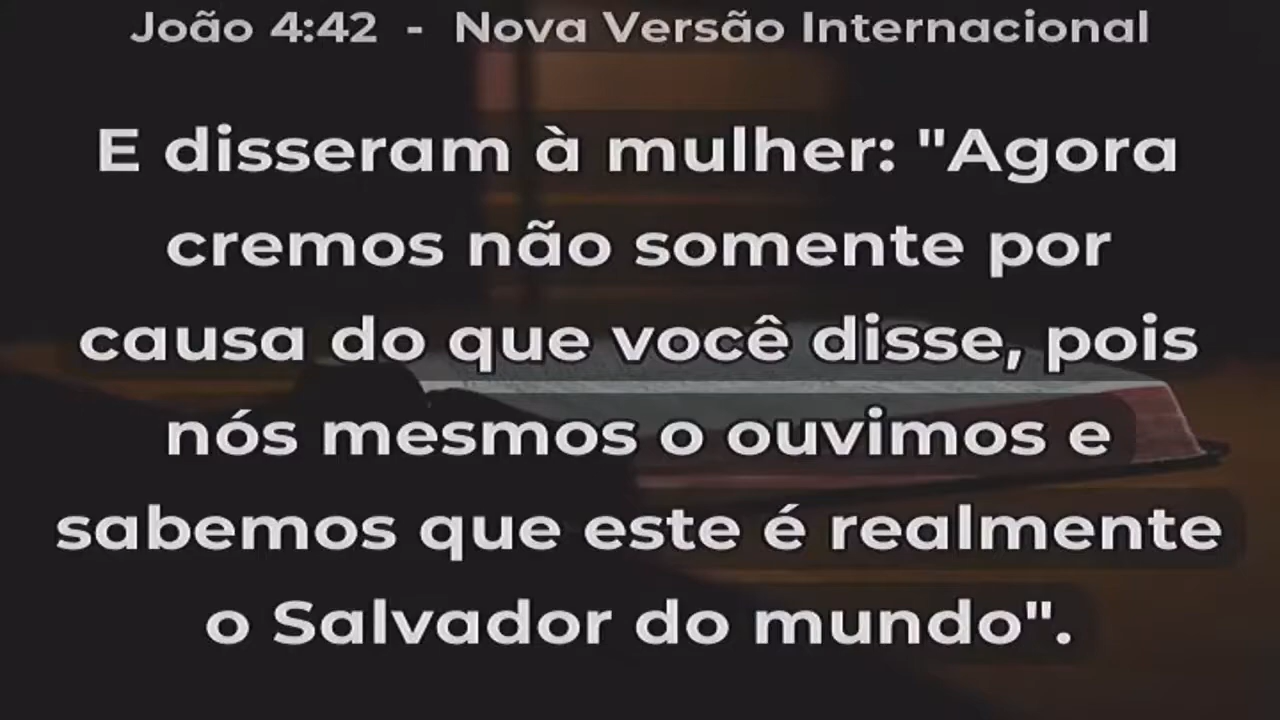 João 4:42 - Nova Versão Internacional
E disseram à mulher: "Agora
cremos não somente por
causa do que você disse, pois
nós mesmos o ouvimos e
sabemos que este é realmente
o Salvador do mundo".